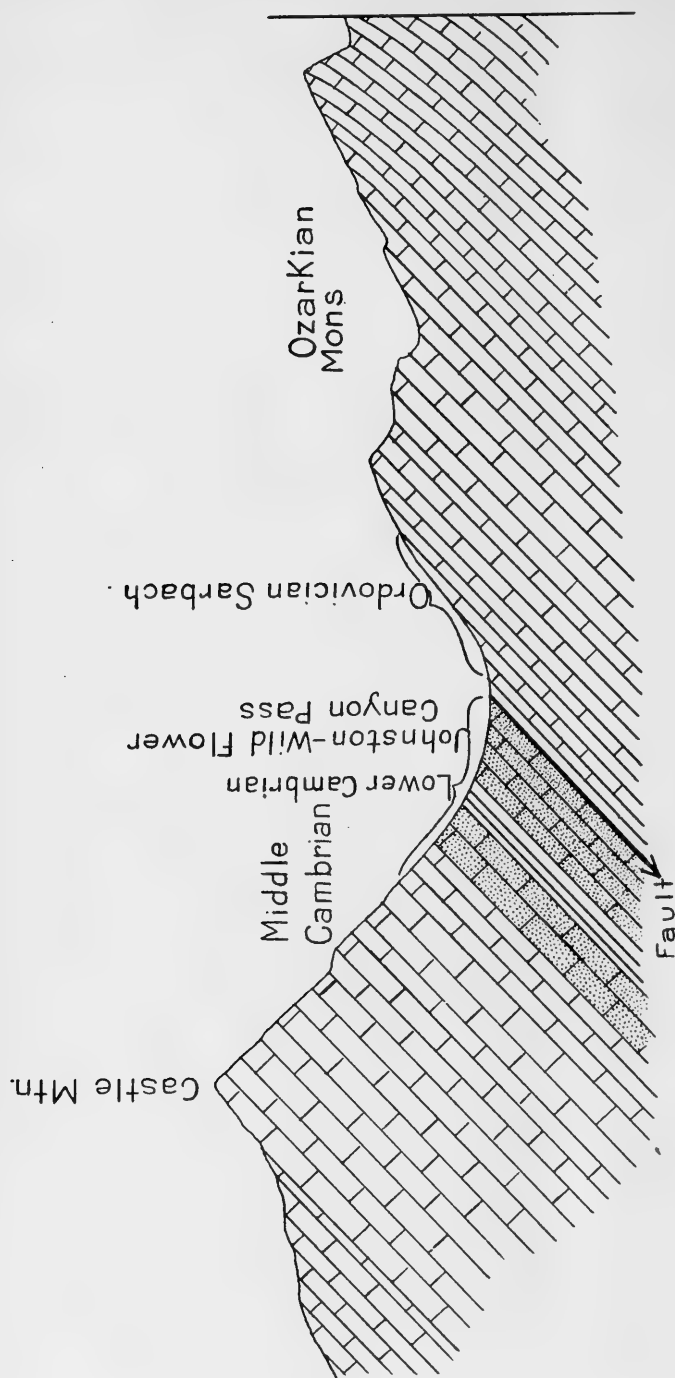 Castle Mtn.
Middle
Cambrian
Lower Cambrian
Johnston-Wild Flower
Canyon Pass
Ordovician Sarbach.
Ozarkian
Mons
Fault